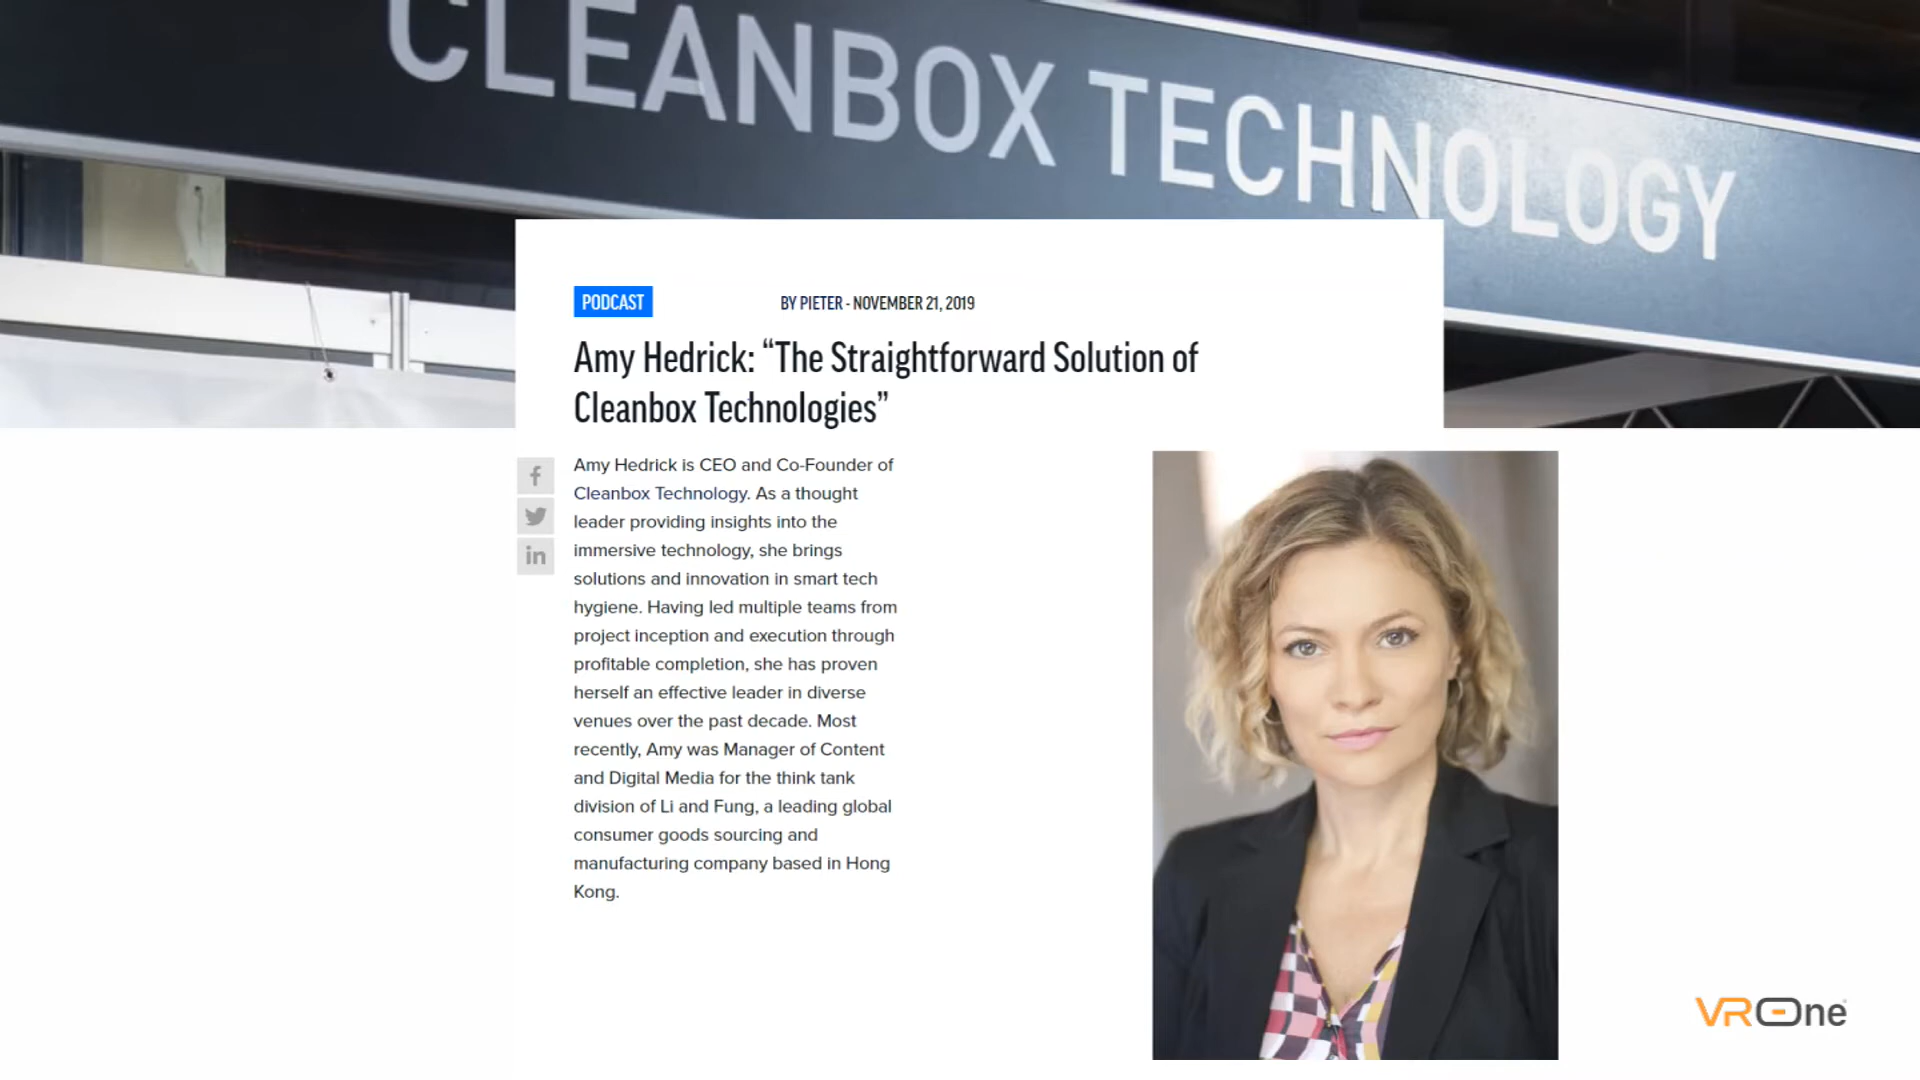 CLEANBOX TECHNOLOGY
PODCAST
BY PIETER - NOVEMBER 21, 2019
Amy Hedrick: “The Straightforward Solution of
Cleanbox Technologies”
Amy Hedrick is CEO and Co-Founder of
Cleanbox Technology. As a thought
leader providing insights into the
immersive technology, she brings
solutions and innovation in smart tech
hygiene. Having led multiple teams from
project inception and execution through
profitable completion, she has proven
herself an effective leader in diverse
venues over the past decade. Most
recently, Amy was Manager of Content
and Digital Media for the think tank
division of Li and Fung, a leading global
consumer goods sourcing and
manufacturing company based in Hong
Kong.
f
in
VROne